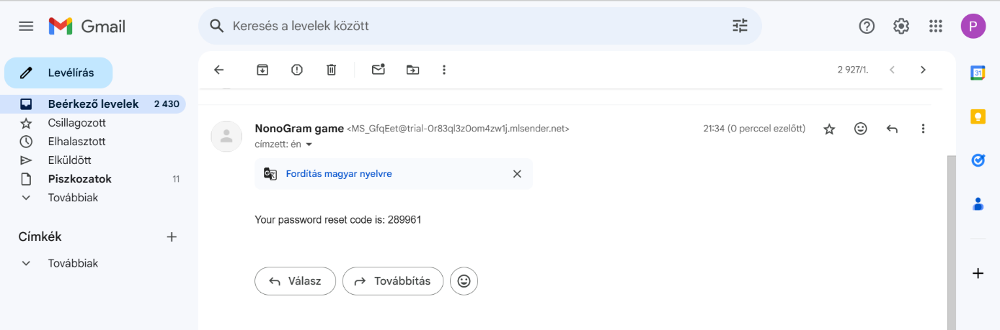 Gmail
Keresés a levelek között
P
Levélírás
Beérkező levelek 2 430
Csillagozott
Elhalasztott
Elküldött
Piszkozatok 11
Továbbiak
Címkék
Továbbiak
2 927/1.
NonoGram game <MS_GfqEet@trial-0r83ql3z0om4zw1j.mlsender.net> 21:34 (0 perccel ezelőtt)
címzett: én
Fordítás magyar nyelvre
Your password reset code is: 289961
Válasz Továbbítás
31